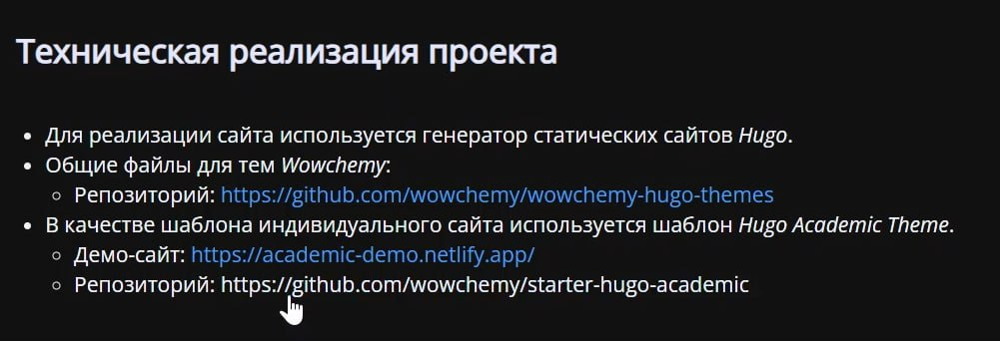 Техническая реализация проекта
Для реализации сайта используется генератор статических сайтов Hugo.
Общие файлы для тем Wowchemy:
Репозиторий: https://github.com/wowchemy/wowchemy-hugo-themes
В качестве шаблона индивидуального сайта используется шаблон Hugo Academic Theme.
Демо-сайт: https://academic-demo.netlify.app/
Репозиторий: https://github.com/wowchemy/starter-hugo-academic